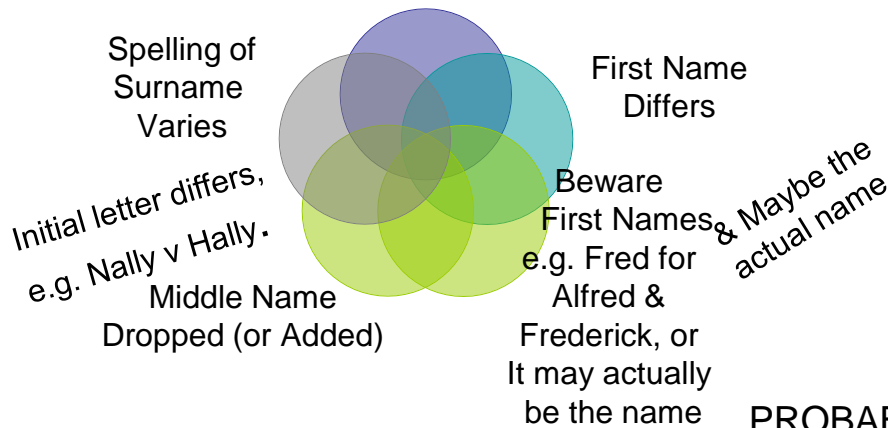 Spelling of
Surname
Varies
First Name
Differs
Initial letter differs,
e.g. Nally v Hally.
Beware
First Names
e.g. Fred for
Alfred &
Frederick, or
It may actually
be the name
& Maybe the
actual name
Middle Name
Dropped (or Added)